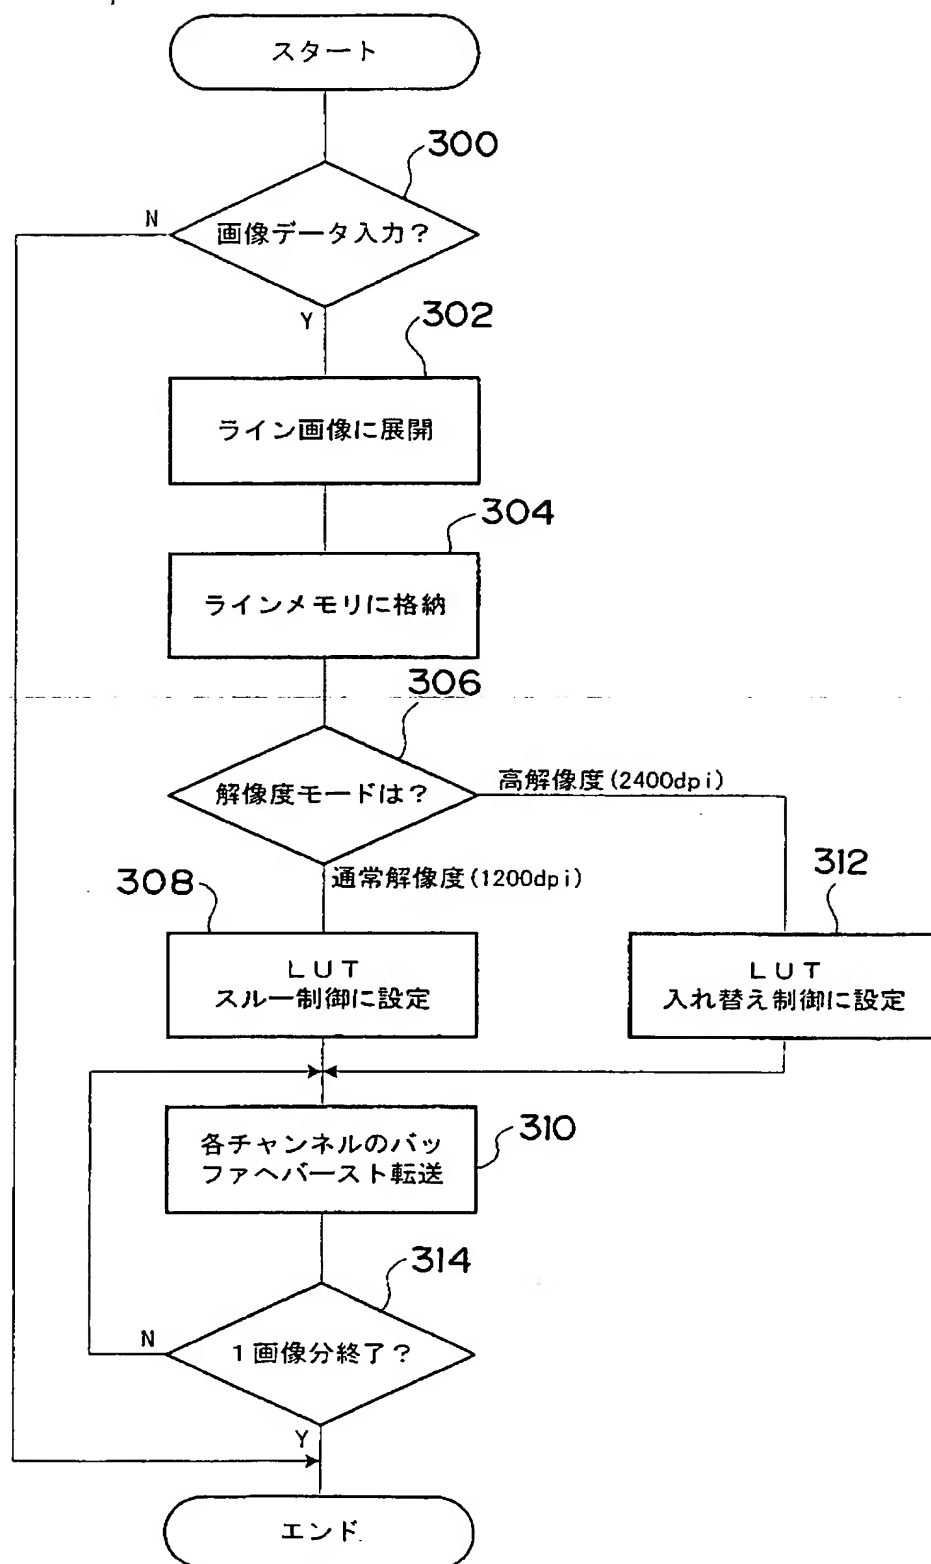 スタート
300
N
画像データ入力？
Y
302
ライン画像に展開
304
ラインメモリに格納
306
解像度モードは？
高解像度(2400dpi)
通常解像度(1200dpi)
308
312
ＬＵＴ
スルー制御に設定
ＬＵＴ
入れ替え制御に設定
各チャンネルのバッ
ファへバースト転送
310
314
N
１画像分終了？
Y
エンド